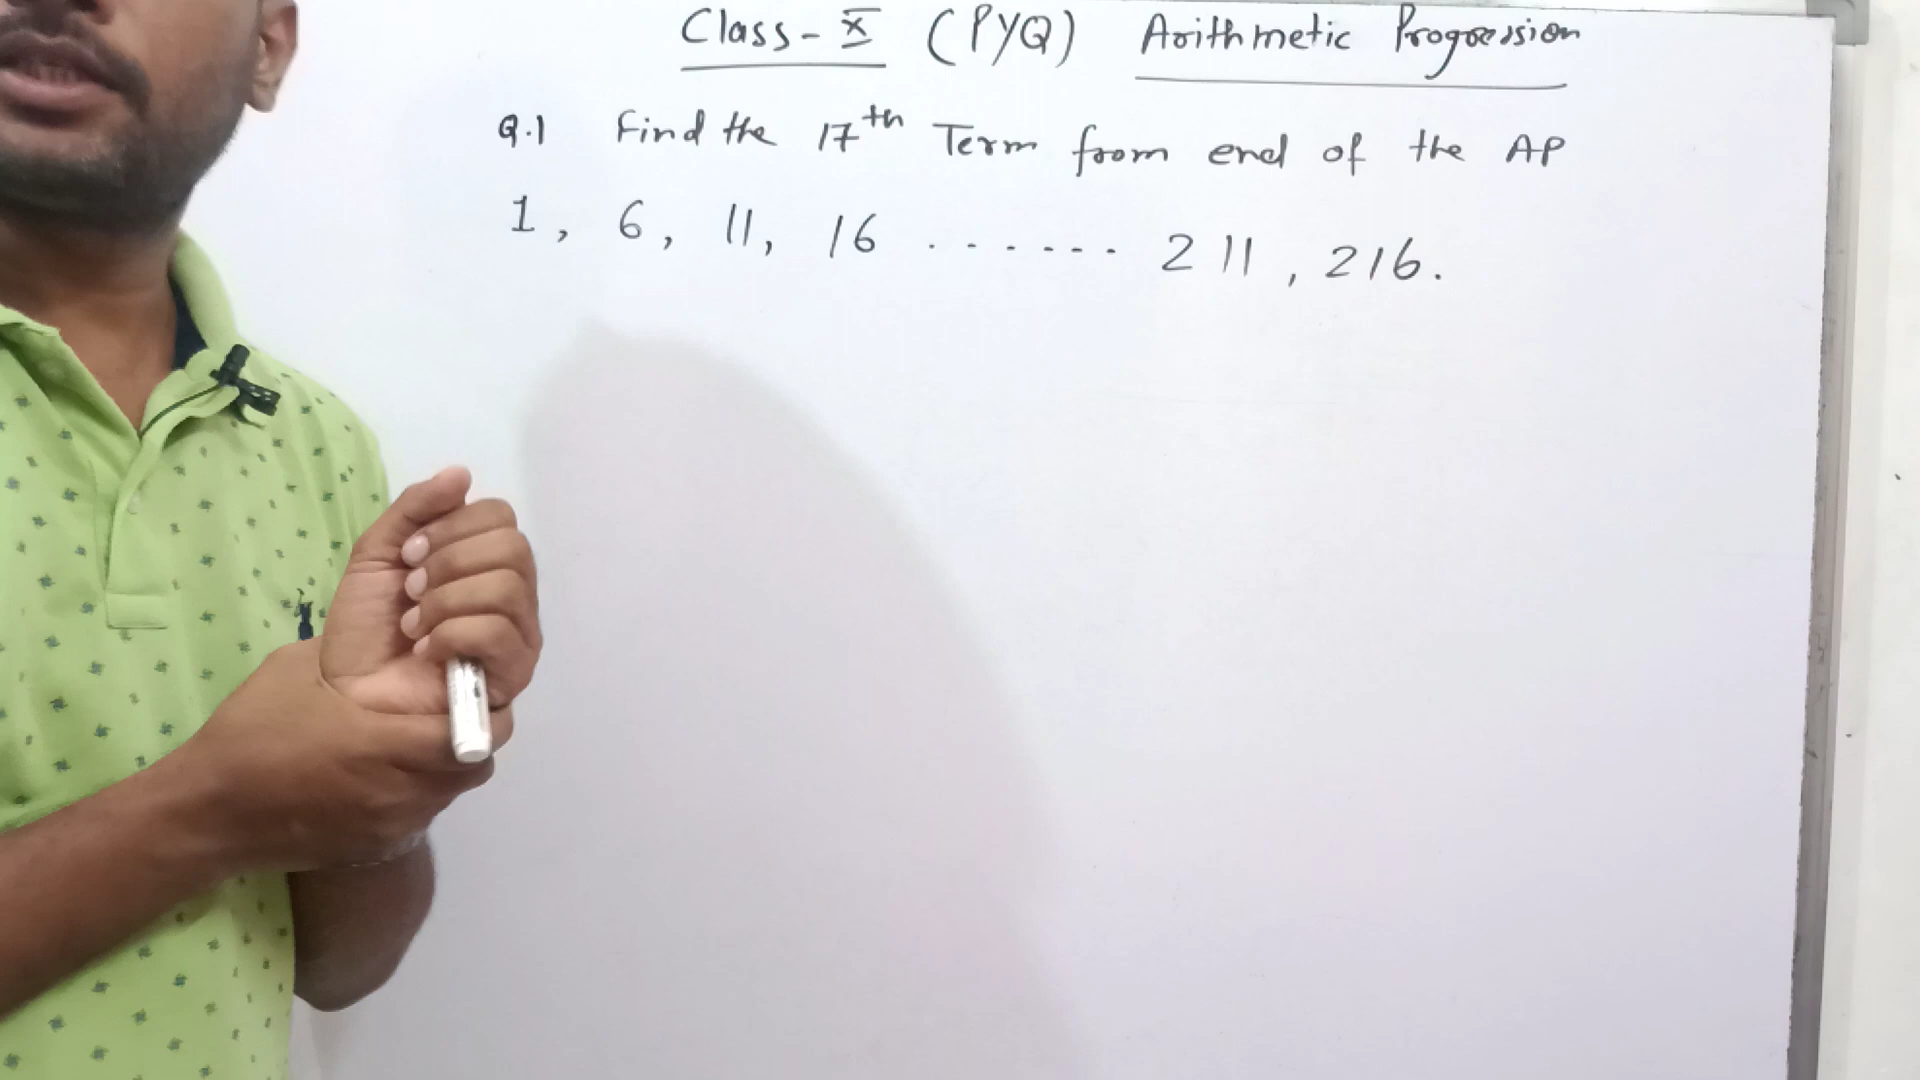 Class - X (PYQ) Arithmetic Progression
Q.1 Find the 17th Term from end of the AP
1, 6, 11, 16 ....... 211, 216.